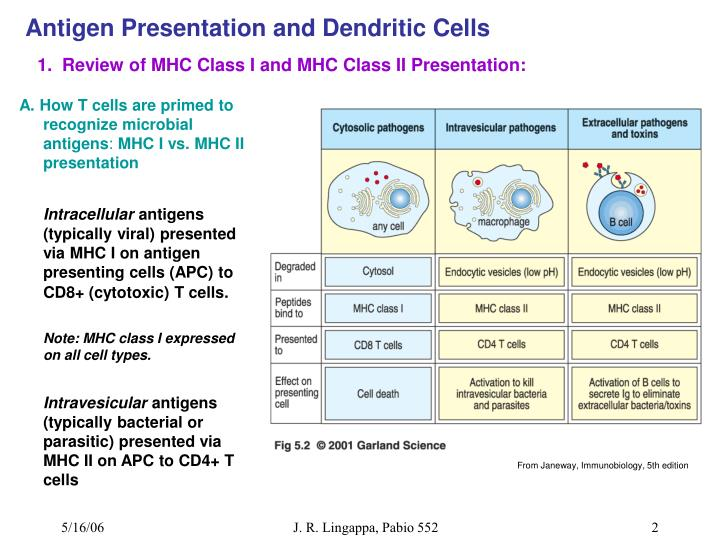 Antigen Presentation and Dendritic Cells
1. Review of MHC Class I and MHC Class II Presentation:
A. How T cells are primed to
recognize microbial
antigens: MHC I vs. MHC II
presentation
Intracellular antigens
(typically viral) presented
via MHC I on antigen
presenting cells (APC) to
CD8+ (cytotoxic) T cells.
Note: MHC class I expressed
on all cell types.
Intravesicular antigens
(typically bacterial or
parasitic) presented via
MHC II on APC to CD4+ T
cells
Cytosolic pathogens
Intravesicular pathogens
Extracellular pathogens
and toxins
any cell
macrophage
B cell
Degraded
in
Cytosol
Endocytic vesicles (low pH)
Endocytic vesicles (low pH)
Peptides
bind to
MHC class I
MHC class II
MHC class II
Presented
to
CD8 T cells
CD4 T cells
CD4 T cells
Effect on
presenting
cell
Cell death
Activation to kill
intravesicular bacteria
and parasites
Activation of B cells to
secrete Ig to eliminate
extracellular bacteria/toxins
Fig 5.2 © 2001 Garland Science
From Janeway, Immunobiology, 5th edition
5/16/06
J. R. Lingappa, Pabio 552
2